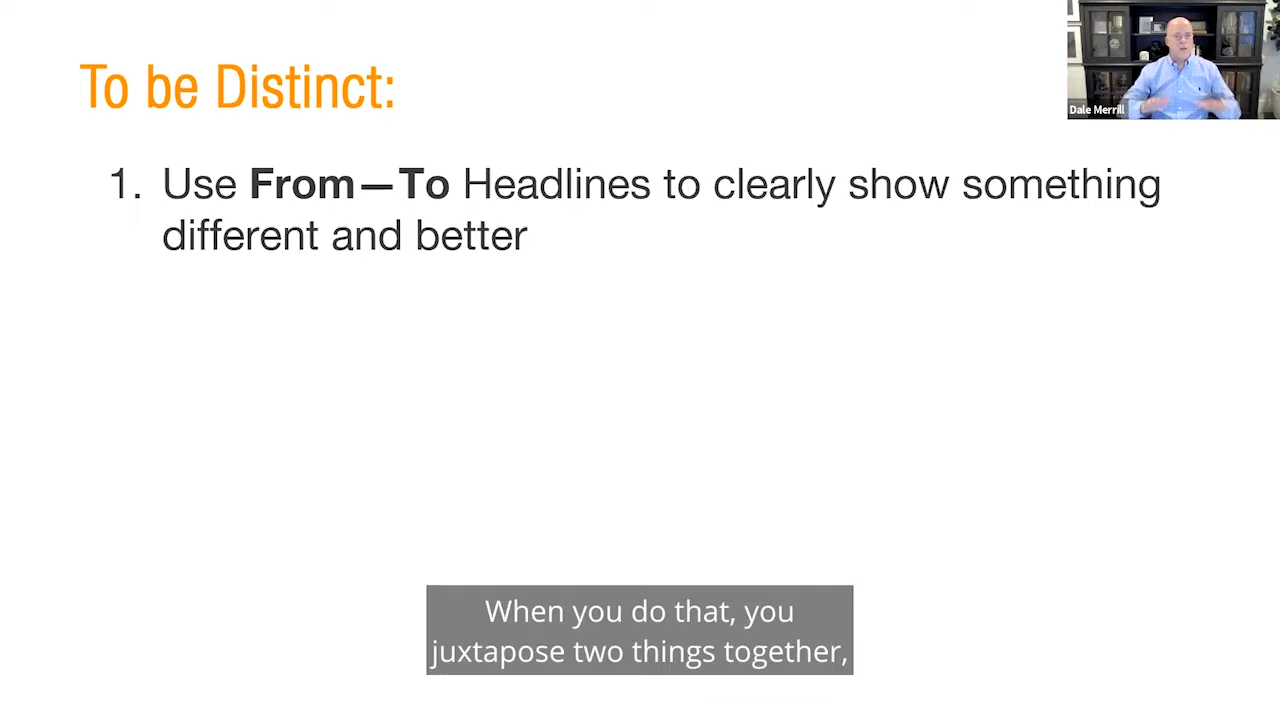 To be Distinct:
Dale Merrill
1. Use From—To Headlines to clearly show something
different and better
When you do that, you
juxtapose two things together,